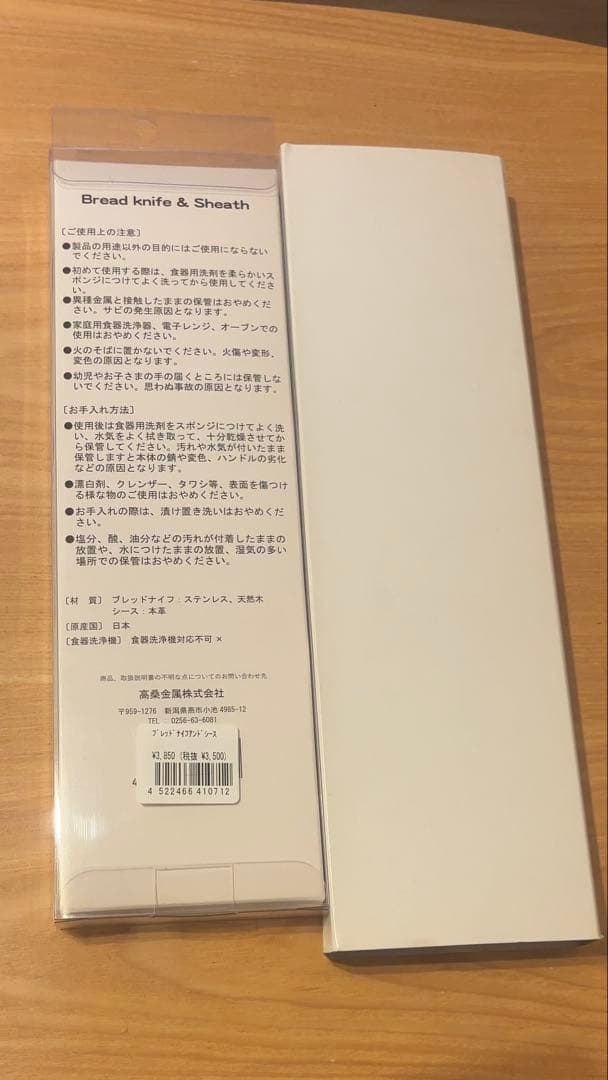 Bread knife & Sheath
〔ご使用上の注意〕
●製品の用途以外の目的にはご使用にならない
でください。
●初めて使用する際は、食器用洗剤を柔らかいス
ポンジにつけてよく洗ってから使用してくださ
い。
●異種金属と接触したままの保管はおやめくだ
さい。サビの発生原因となります。
●家庭用食器洗浄器、電子レンジ、オーブンでの
使用はおやめください。
●火のそばに置かないでください。火傷や変形、
変色の原因となります。
●幼児やお子さまの手の届くところには保管しな
いでください。思わぬ事故の原因となります。
〔お手入れ方法〕
●使用後は食器用洗剤をスポンジにつけてよく洗
い、水気をよく拭き取って、十分乾燥させてか
ら保管してください。汚れや水気が付いたまま
保管しますと本体の錆や変色、ハンドルの劣化
などの原因となります。
●漂白剤、クレンザー、タワシ等、表面を傷つけ
る様な物のご使用はおやめください。
●お手入れの際は、漬け置き洗いはおやめくだ
さい。
●塩分、酸、油分などの汚れが付着したままの
放置や、水につけたままの放置、湿気の多い
場所での保管はおやめください。
〔材 質〕 ブレッドナイフ：ステンレス、天然木
シース：本革
〔原産国〕 日本
〔食器洗浄機〕 食器洗浄機対応不可 ×
商品、取扱説明書の不明な点についてのお問い合わせ先
高桑金属株式会社
〒959-1276 新潟県燕市小池 4985-12
TEL : 0256-63-6081
ﾌﾞﾚｯﾄﾞﾅｲﾌｱﾝﾄﾞｼｰｽ
¥3,850 (税抜 ¥3,500)
4
4 522466 410712